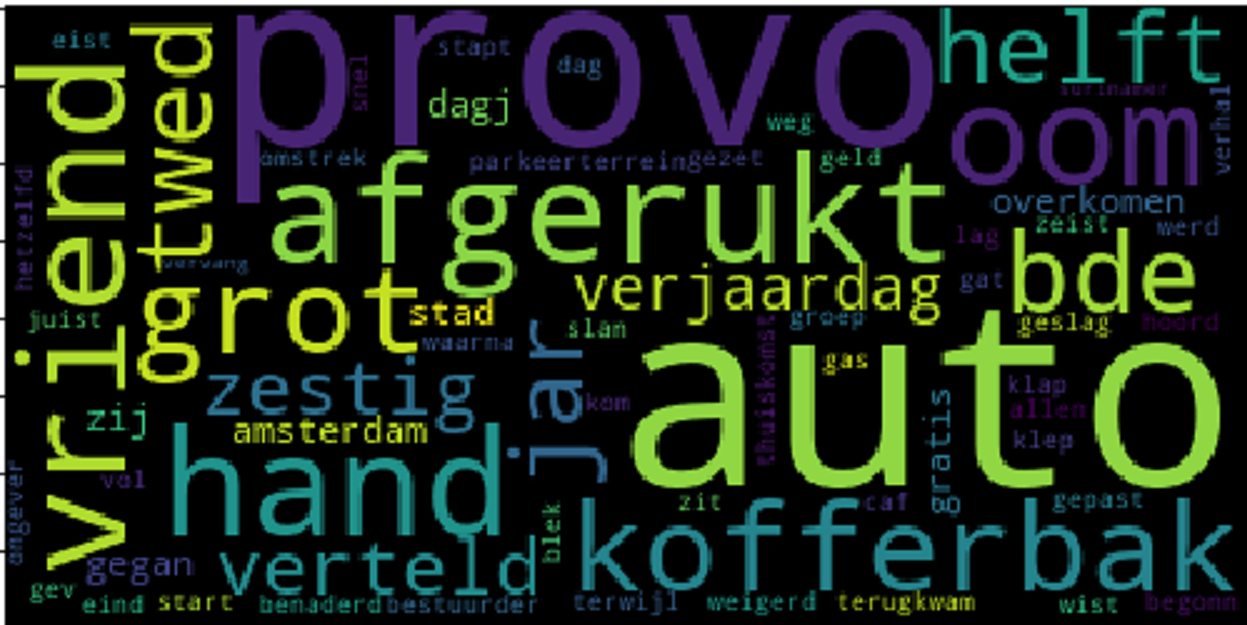 provo
helft
eist
vriend
ggtwed
snel
stapt
dag
dagj
weg
surinamer
oom
verhal
omstrek
parkeerterrein
gezet
geld
afgerukt
hetzelfd
overkomen
zeist
werd
lag
bde
vervang
grot
verjaardag
gat
stad
juist
slan
groep
geslag
hoord
waarna
jar
auto
thuiskomst
gas
zestig
klap
kom
allen
gratis
zij
amsterdam
klep
hand
vol
omgever
zit
caf
gepast
blek
kofferbak
gegan
verteld
gev
eind
start
benaderd
bestuurder
terwijl
weigerd
terugkwam
wist
begonn